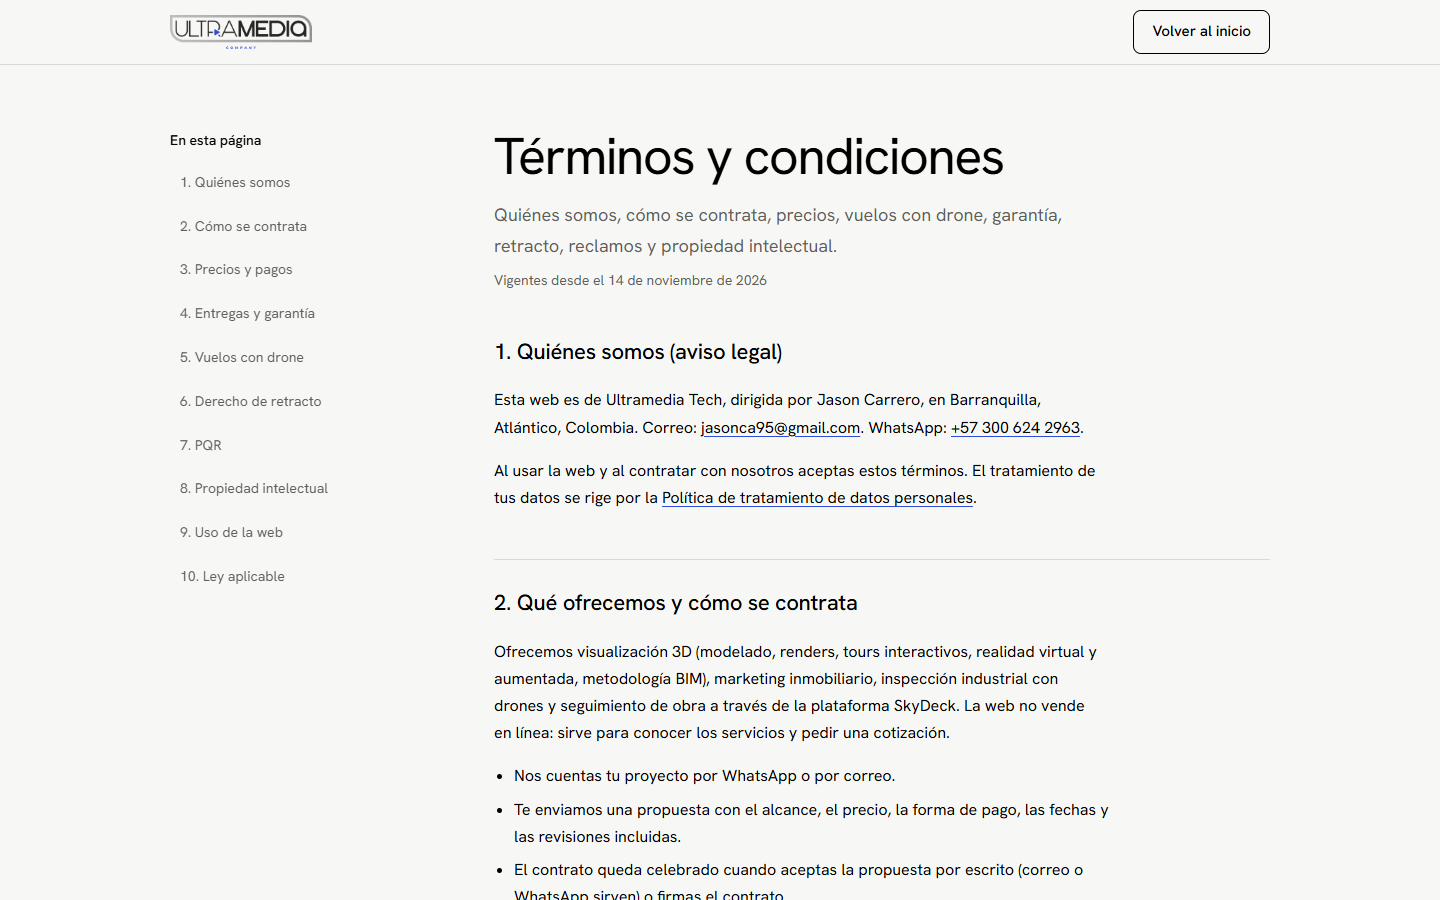 ULTRAMEDIA
COMPANY
Volver al inicio
En esta página
1. Quiénes somos
2. Cómo se contrata
3. Precios y pagos
4. Entregas y garantía
5. Vuelos con drone
6. Derecho de retracto
7. PQR
8. Propiedad intelectual
9. Uso de la web
10. Ley aplicable
Términos y condiciones
Quiénes somos, cómo se contrata, precios, vuelos con drone, garantía,
retracto, reclamos y propiedad intelectual.
Vigentes desde el 14 de noviembre de 2026
1. Quiénes somos (aviso legal)
Esta web es de Ultramedia Tech, dirigida por Jason Carrero, en Barranquilla,
Atlántico, Colombia. Correo: jasonca95@gmail.com. WhatsApp: +57 300 624 2963.
Al usar la web y al contratar con nosotros aceptas estos términos. El tratamiento de
tus datos se rige por la Política de tratamiento de datos personales.
2. Qué ofrecemos y cómo se contrata
Ofrecemos visualización 3D (modelado, renders, tours interactivos, realidad virtual y
aumentada, metodología BIM), marketing inmobiliario, inspección industrial con
drones y seguimiento de obra a través de la plataforma SkyDeck. La web no vende
en línea: sirve para conocer los servicios y pedir una cotización.
• Nos cuentas tu proyecto por WhatsApp o por correo.
• Te enviamos una propuesta con el alcance, el precio, la forma de pago, las fechas y
las revisiones incluidas.
• El contrato queda celebrado cuando aceptas la propuesta por escrito (correo o
WhatsApp sirven) o firmas el contrato.